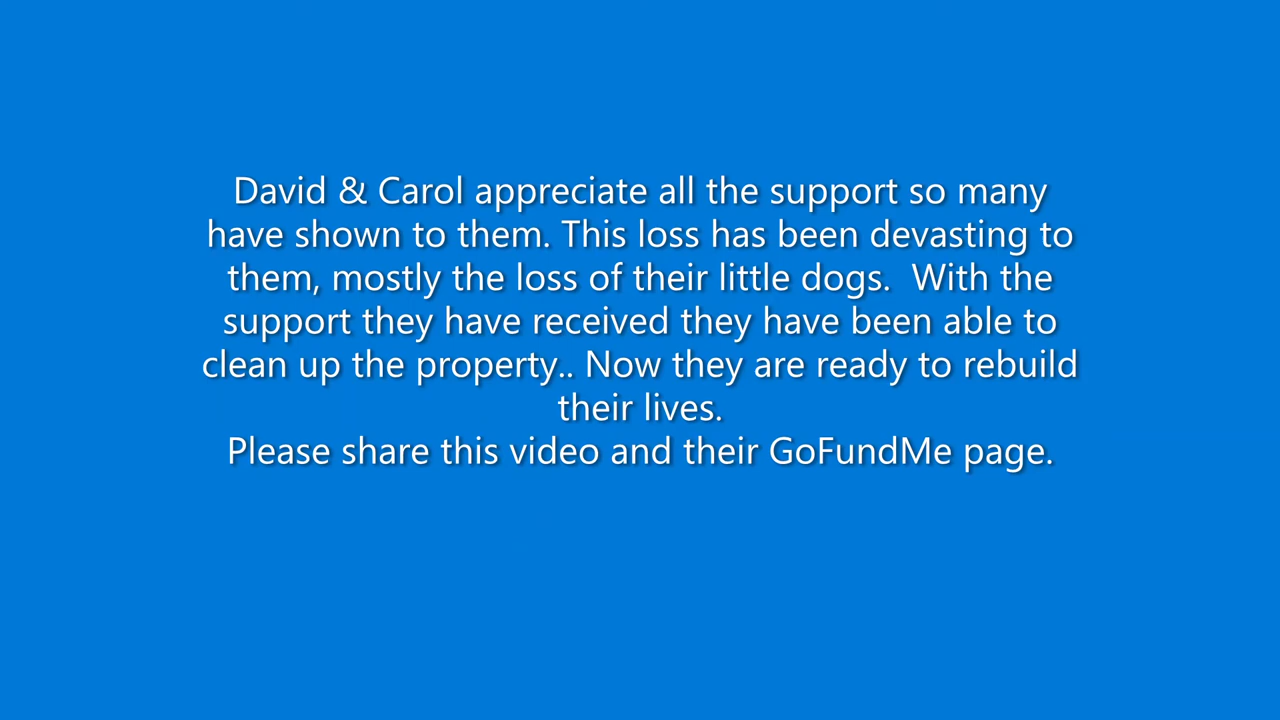 David & Carol appreciate all the support so many
have shown to them. This loss has been devasting to
them, mostly the loss of their little dogs.  With the
support they have received they have been able to
clean up the property.. Now they are ready to rebuild
their lives.
Please share this video and their GoFundMe page.